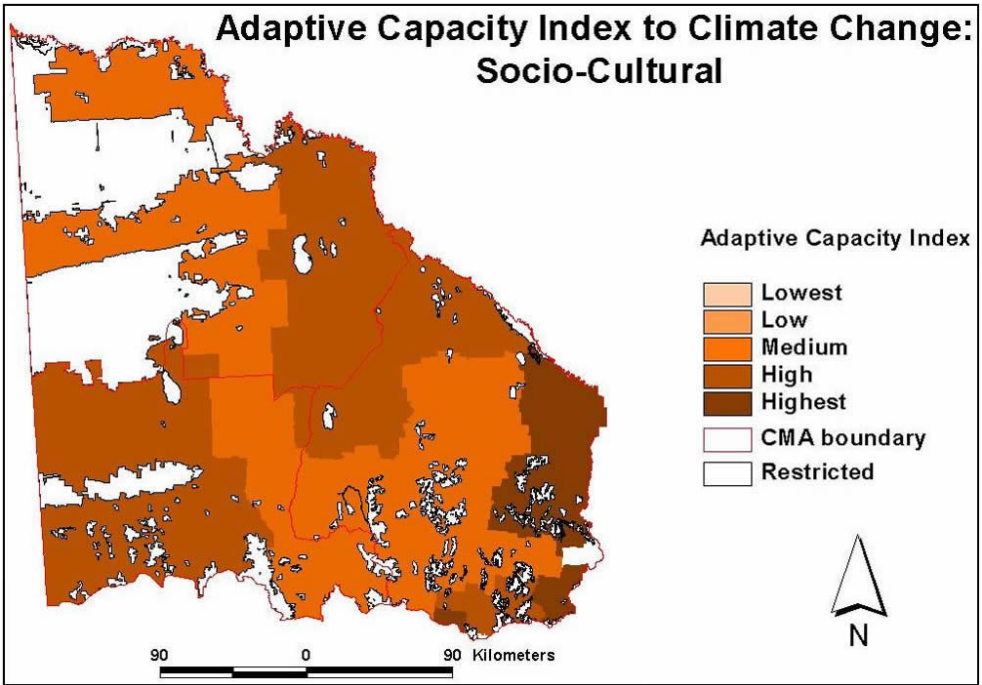 Adaptive Capacity Index to Climate Change:
Socio-Cultural
Adaptive Capacity Index
Lowest
Low
Medium
High
Highest
CMA boundary
Restricted
N
90 0 90 Kilometers